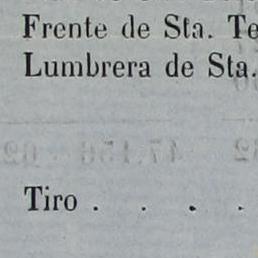 Frente de Sta. Te
Lumbrera de Sta.
Tiro . . . .